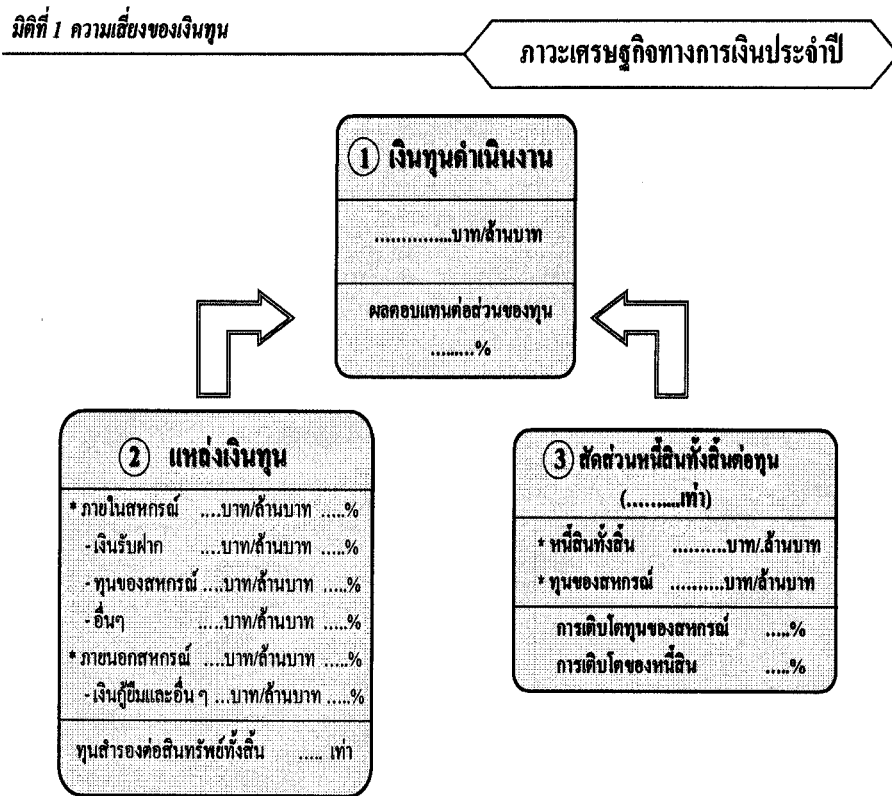 มิติที่ 1 ความเสี่ยงของเงินทุน
ภาวะเศรษฐกิจทางการเงินประจำปี
1 เงินทุนดำเนินงาน
...............บาท/ล้านบาท
ผลตอบแทนต่อส่วนของทุน
.........%
2 แหล่งเงินทุน
* ภายในสหกรณ์ ....บาท/ล้านบาท .....%
- เงินรับฝาก ....บาท/ล้านบาท .....%
- ทุนของสหกรณ์ ....บาท/ล้านบาท .....%
- อื่นๆ .....บาท/ล้านบาท .....%
* ภายนอกสหกรณ์ ....บาท/ล้านบาท .....%
- เงินกู้ยืมและอื่น ๆ ...บาท/ล้านบาท .....%
ทุนสำรองต่อสินทรัพย์ทั้งสิ้น ..... เท่า
3 สัดส่วนหนี้สินทั้งสิ้นต่อทุน
(..........เท่า)
* หนี้สินทั้งสิ้น ..........บาท/.ล้านบาท
* ทุนของสหกรณ์ ..........บาท/ล้านบาท
การเติบโตทุนของสหกรณ์ .....%
การเติบโตของหนี้สิน .....%